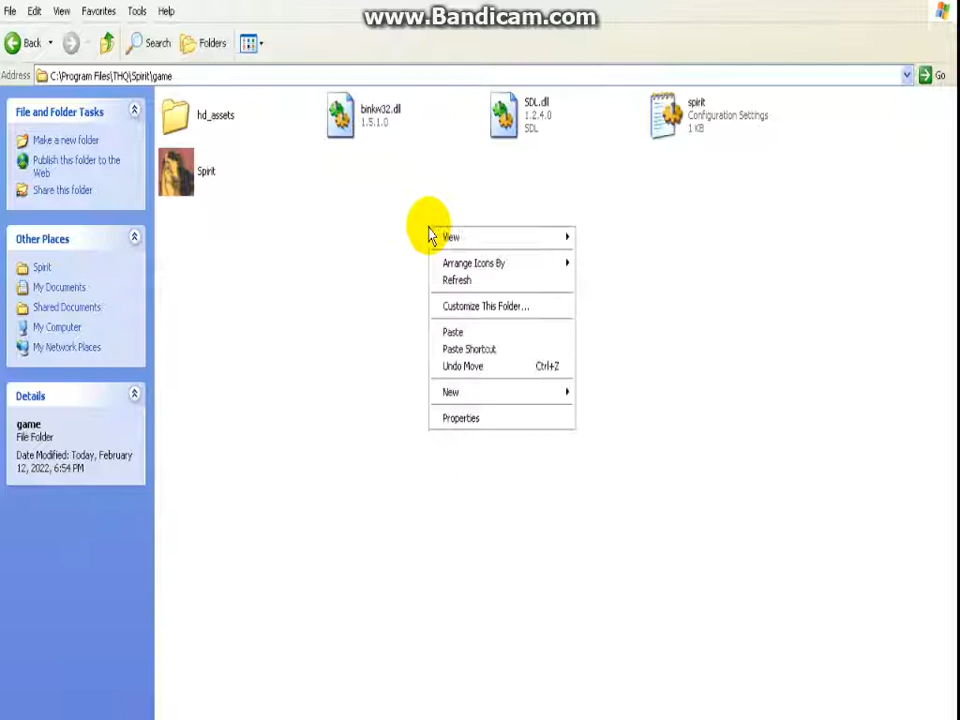 www.Bandicam.com
File Edit View Favorites Tools Help
Back Search Folders
Address C:\Program Files\THQ\Spirit\game Go
File and Folder Tasks
Make a new folder
Publish this folder to the
Web
Share this folder
Other Places
Spirit
My Documents
Shared Documents
My Computer
My Network Places
Details
game
File Folder
Date Modified: Today, February
12, 2022, 6:54 PM
hd_assets
binkw32.dl
1.5.1.0
SDL.dl
1.2.4.0
SDL
spirit
Configuration Settings
1 KB
Spirit
View
Arrange Icons By
Refresh
Customize This Folder...
Paste
Paste Shortcut
Undo Move Ctrl+Z
New
Properties